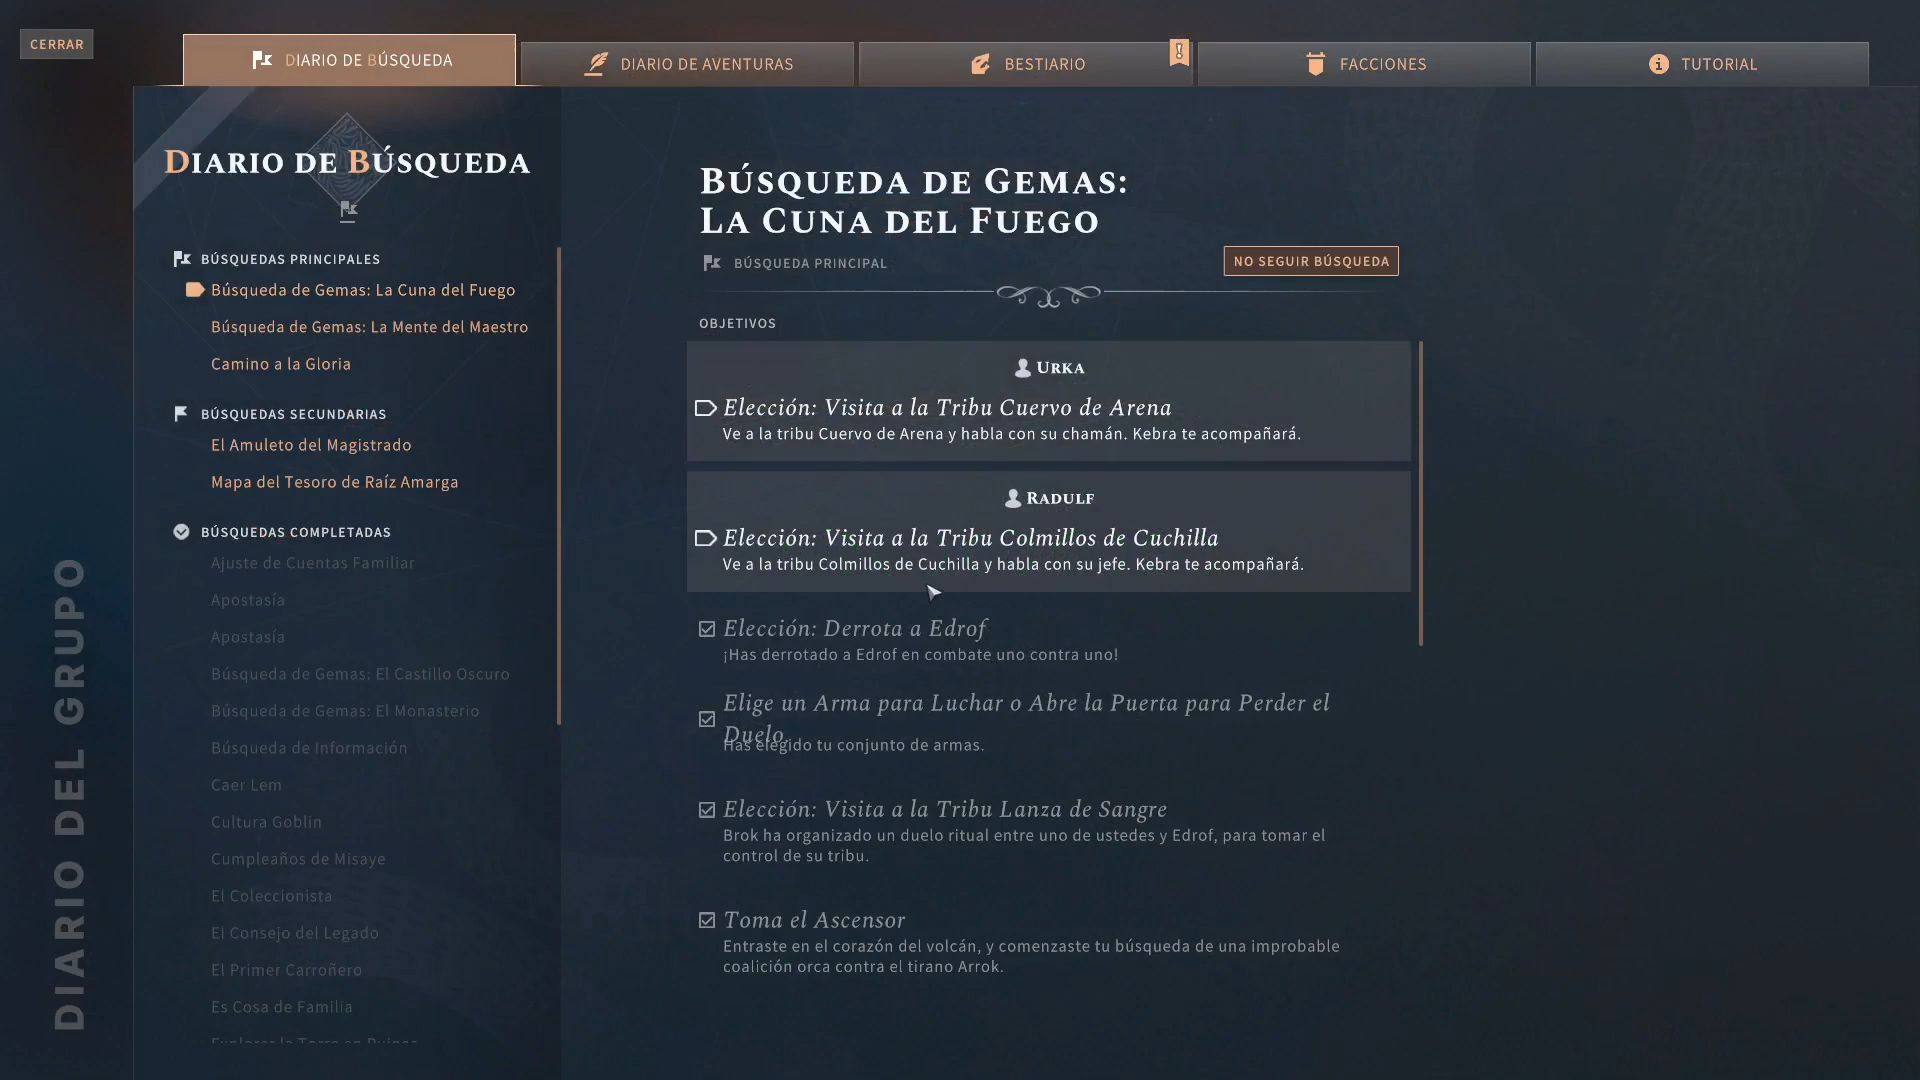 CERRAR
DIARIO DE BÚSQUEDA
DIARIO DE AVENTURAS
BESTIARIO
FACCIONES
TUTORIAL
DIARIO DEL GRUPO
DIARIO DE BÚSQUEDA
BÚSQUEDAS PRINCIPALES
Búsqueda de Gemas: La Cuna del Fuego
Búsqueda de Gemas: La Mente del Maestro
Camino a la Gloria
BÚSQUEDAS SECUNDARIAS
El Amuleto del Magistrado
Mapa del Tesoro de Raíz Amarga
BÚSQUEDAS COMPLETADAS
Ajuste de Cuentas Familiar
Apostasía
Apostasía
Búsqueda de Gemas: El Castillo Oscuro
Búsqueda de Gemas: El Monasterio
Búsqueda de Información
Caer Lem
Cultura Goblin
Cumpleaños de Misaye
El Coleccionista
El Consejo del Legado
El Primer Carroñero
Es Cosa de Familia
Explorar la Torre en Ruinas
BÚSQUEDA DE GEMAS:
LA CUNA DEL FUEGO
BÚSQUEDA PRINCIPAL
NO SEGUIR BÚSQUEDA
OBJETIVOS
URKA
Elección: Visita a la Tribu Cuervo de Arena
Ve a la tribu Cuervo de Arena y habla con su chamán. Kebra te acompañará.
RADULF
Elección: Visita a la Tribu Colmillos de Cuchilla
Ve a la tribu Colmillos de Cuchilla y habla con su jefe. Kebra te acompañará.
Elección: Derrota a Edrof
¡Has derrotado a Edrof en combate uno contra uno!
Elige un Arma para Luchar o Abre la Puerta para Perder el
Duelo
Has elegido tu conjunto de armas.
Elección: Visita a la Tribu Lanza de Sangre
Brok ha organizado un duelo ritual entre uno de ustedes y Edrof, para tomar el
control de su tribu.
Toma el Ascensor
Entraste en el corazón del volcán, y comenzaste tu búsqueda de una improbable
coalición orca contra el tirano Arrok.